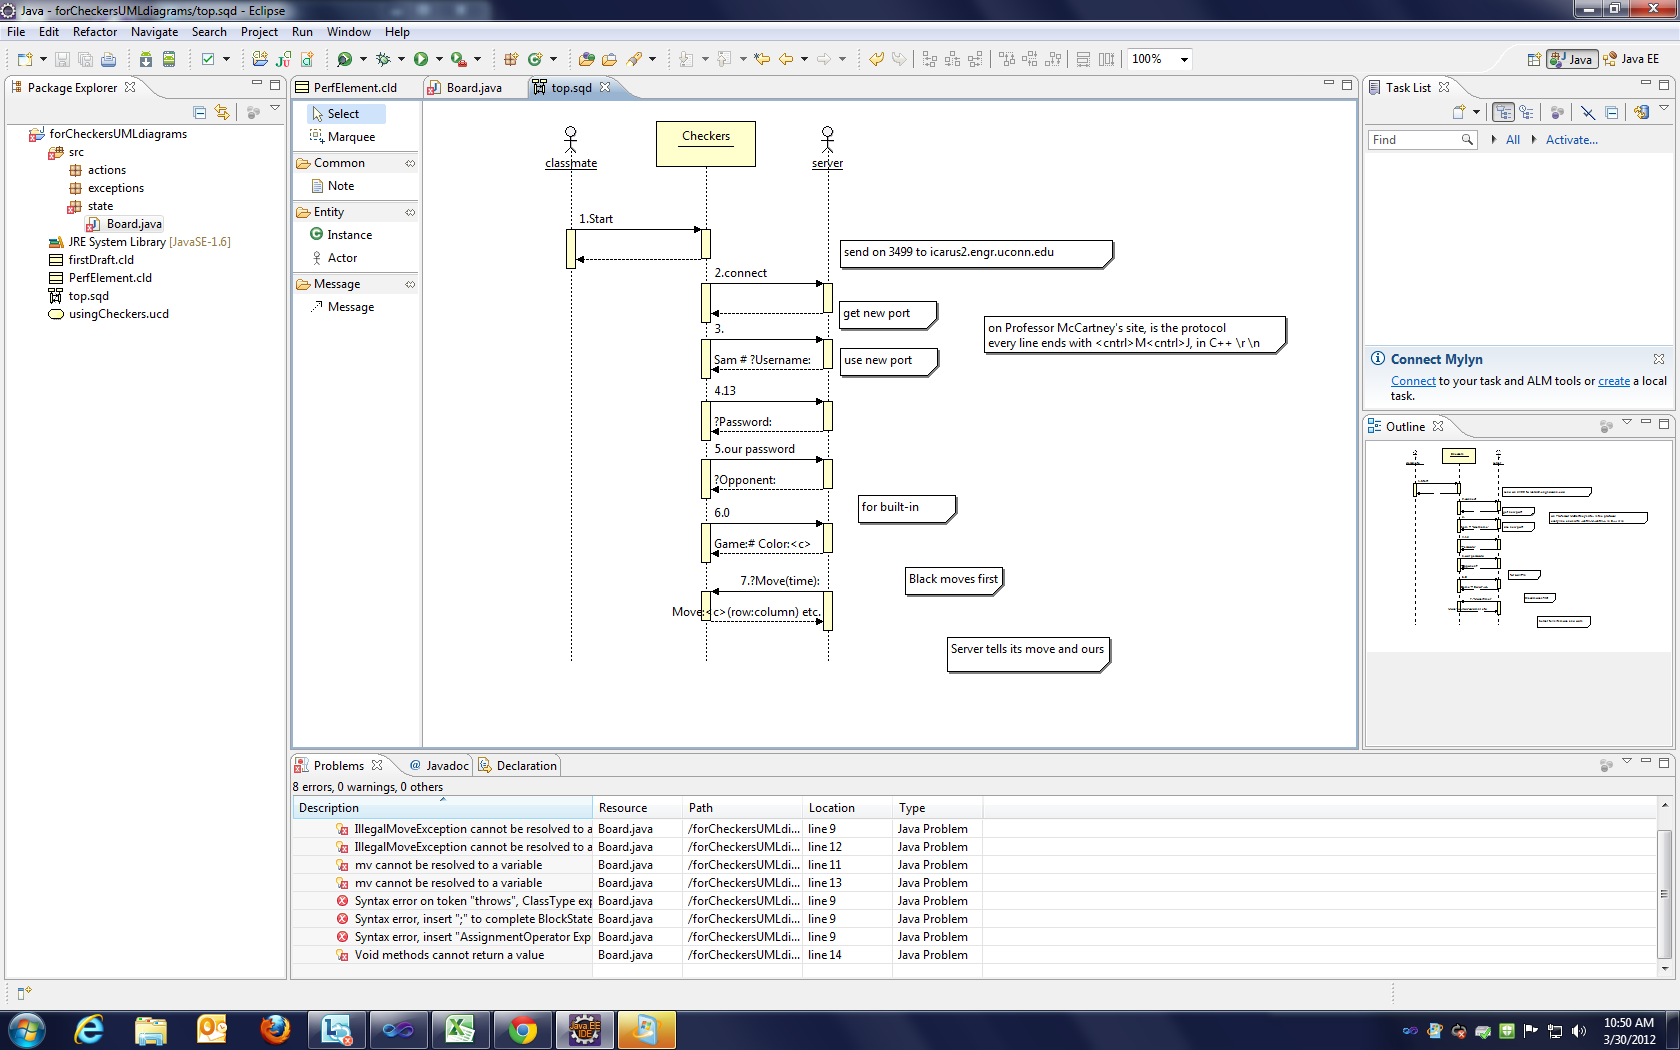 Java - forCheckersUMLdiagrams/top.sqd - Eclipse
File Edit Refactor Navigate Search Project Run Window Help
100%
Java
Java EE
Package Explorer
forCheckersUMLdiagrams
src
actions
exceptions
state
Board.java
JRE System Library [JavaSE-1.6]
firstDraft.cld
PerfElement.cld
top.sqd
usingCheckers.ucd
PerfElement.cld
Board.java
top.sqd
Select
Marquee
Common
Note
Entity
Instance
Actor
Message
Message
classmate
Checkers
server
1.Start
send on 3499 to icarus2.engr.uconn.edu
2.connect
get new port
on Professor McCartney's site, is the protocol
every line ends with <cntrl>M<cntrl>J, in C++ \r \n
3.
Sam # ?Username:
use new port
4.13
?Password:
5.our password
?Opponent:
6.0
for built-in
Game:# Color:<c>
7.?Move(time):
Black moves first
Move:<c>(row:column) etc.
Server tells its move and ours
Task List
Find
All
Activate...
Connect Mylyn
Connect to your task and ALM tools or create a local
task.
Outline
Problems
Javadoc
Declaration
8 errors, 0 warnings, 0 others
Description Resource Path Location Type
IllegalMoveException cannot be resolved to a Board.java /forCheckersUMLdi... line 9 Java Problem
IllegalMoveException cannot be resolved to a Board.java /forCheckersUMLdi... line 12 Java Problem
mv cannot be resolved to a variable Board.java /forCheckersUMLdi... line 11 Java Problem
mv cannot be resolved to a variable Board.java /forCheckersUMLdi... line 13 Java Problem
Syntax error on token "throws", ClassType exp Board.java /forCheckersUMLdi... line 9 Java Problem
Syntax error, insert ";" to complete BlockState Board.java /forCheckersUMLdi... line 9 Java Problem
Syntax error, insert "AssignmentOperator Exp Board.java /forCheckersUMLdi... line 9 Java Problem
Void methods cannot return a value Board.java /forCheckersUMLdi... line 14 Java Problem
Java EE
IDE
10:50 AM
3/30/2012